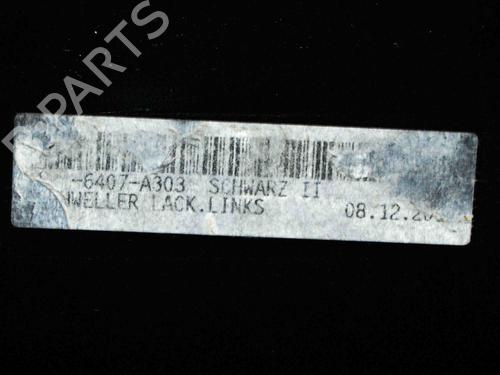 B-PARTS
-6407-A303 SCHWARZ II
WELLER LACK.LINKS 08.12.20